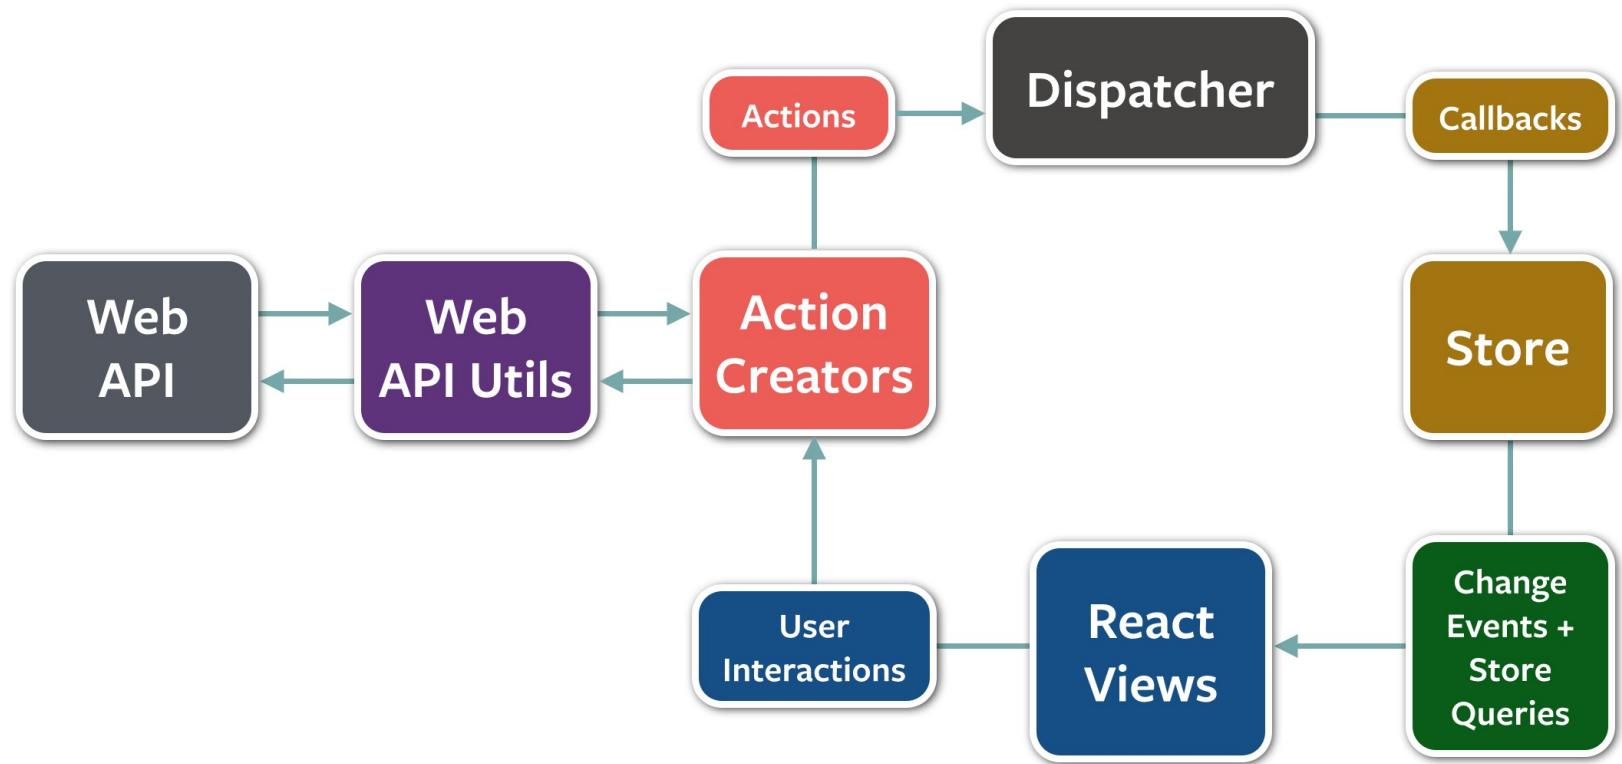 Dispatcher
Actions
Callbacks
Web
API
Web
API Utils
Action
Creators
Store
User
Interactions
React
Views
Change
Events +
Store
Queries